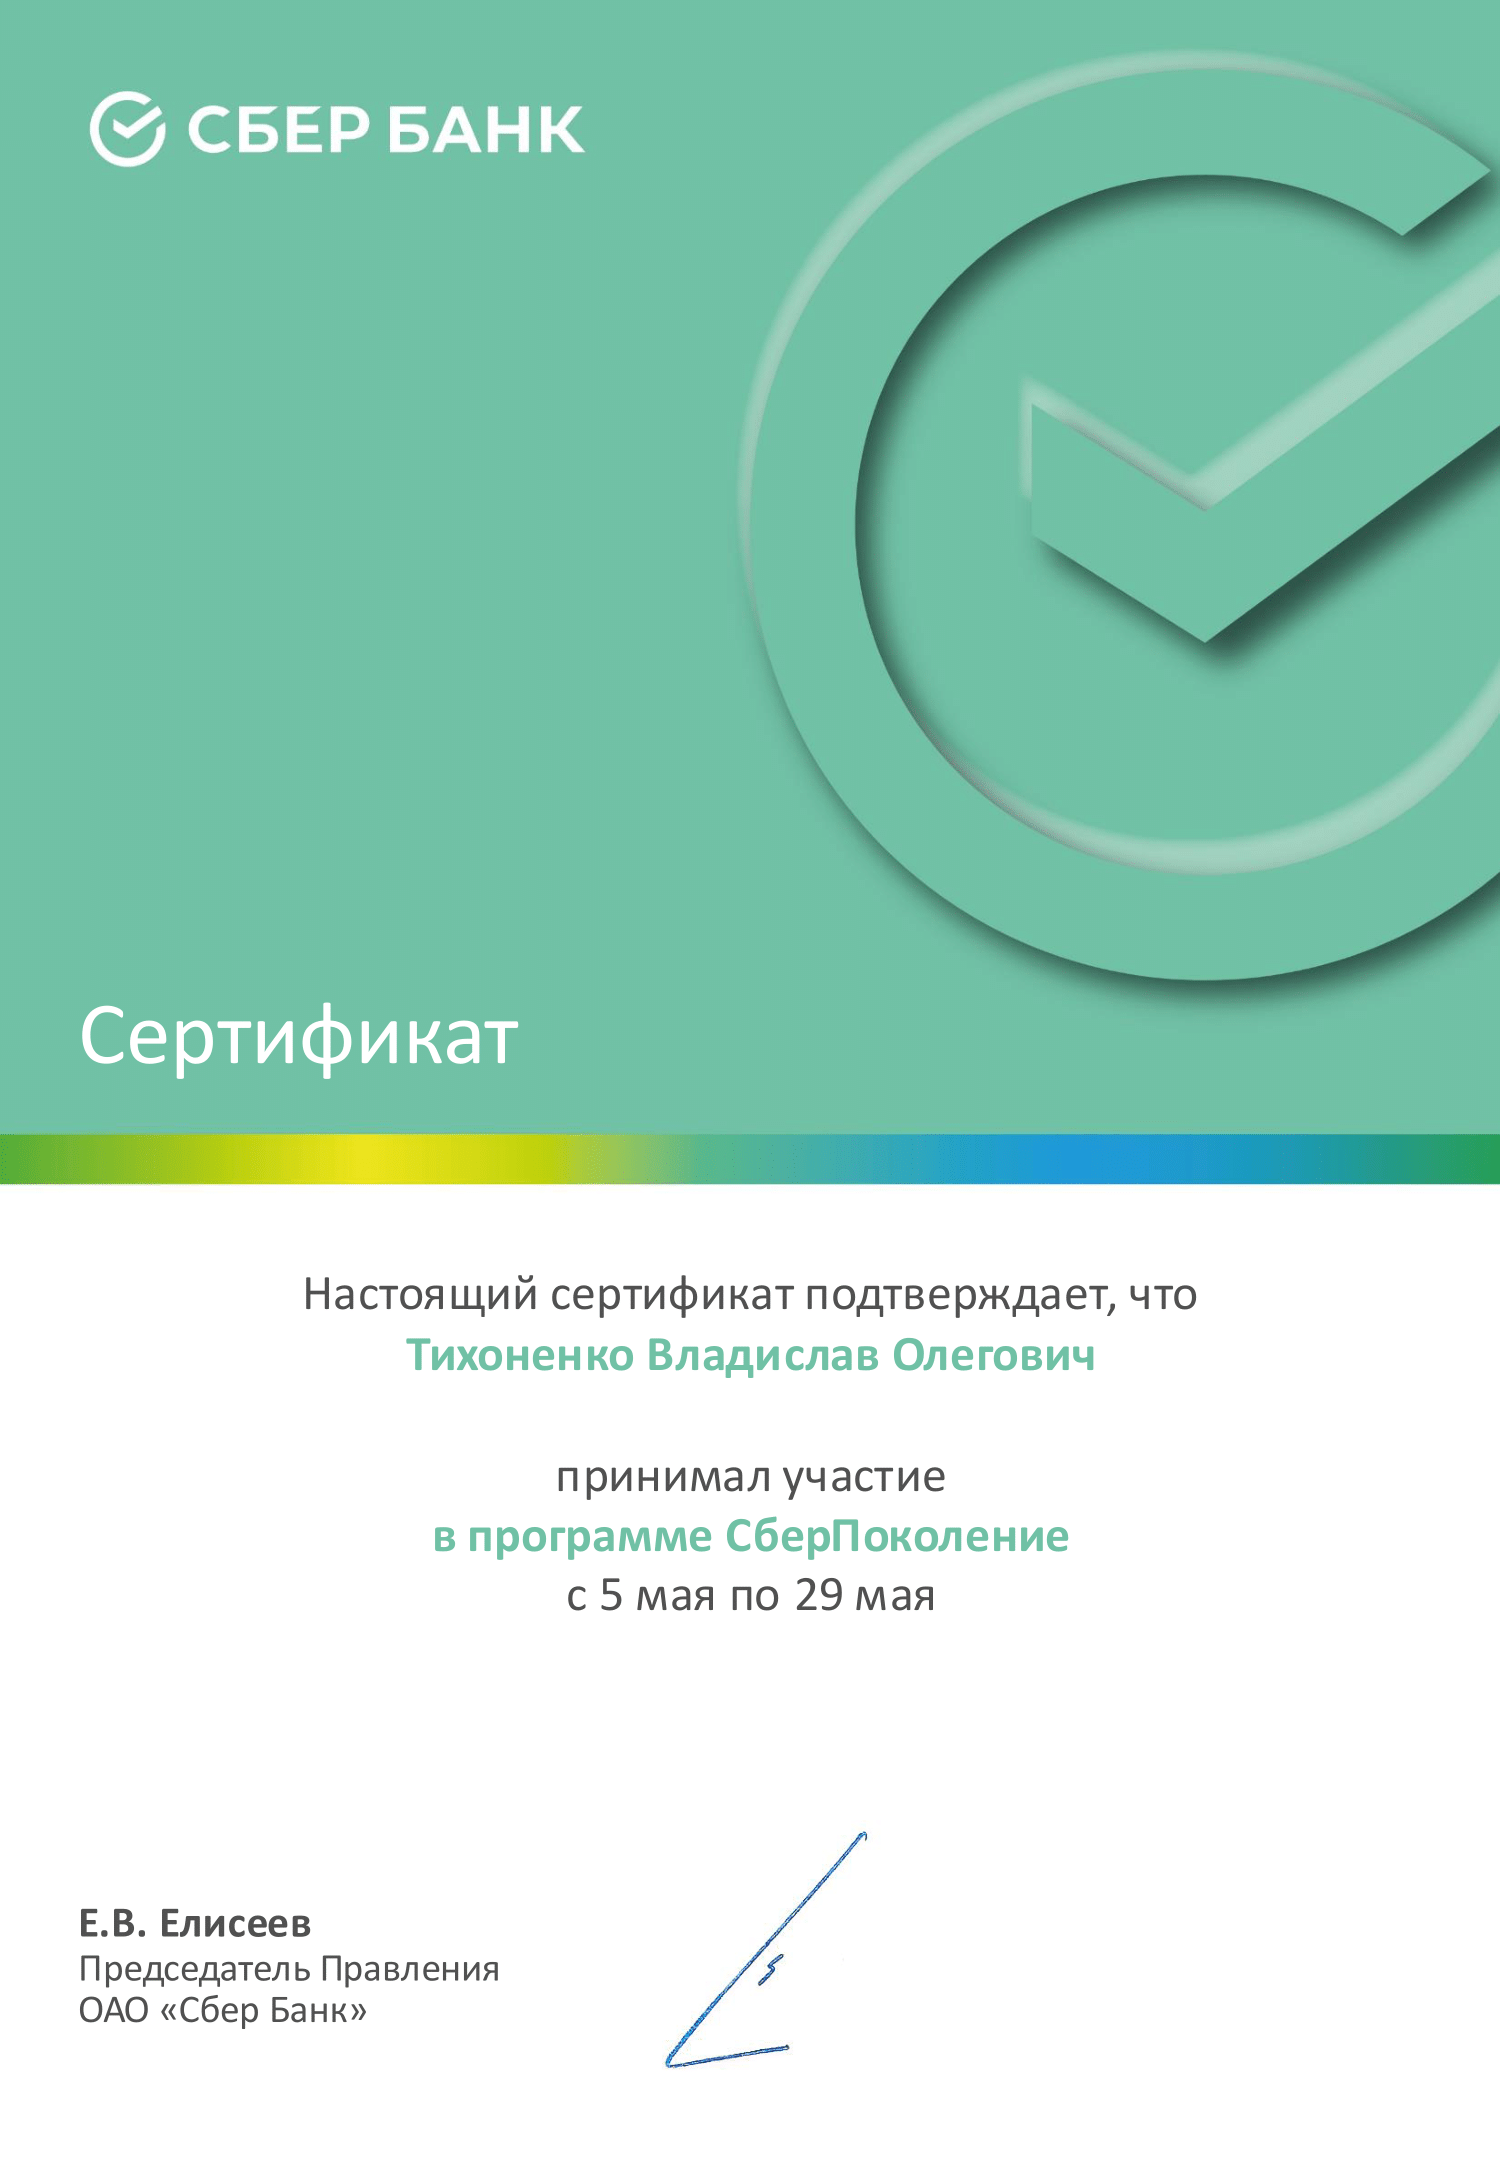 СБЕР БАНК
Сертификат
Настоящий сертификат подтверждает, что
Тихоненко Владислав Олегович
принимал участие
в программе СберПоколение
с 5 мая по 29 мая
Е.В. Елисеев
Председатель Правления
ОАО «Сбер Банк»